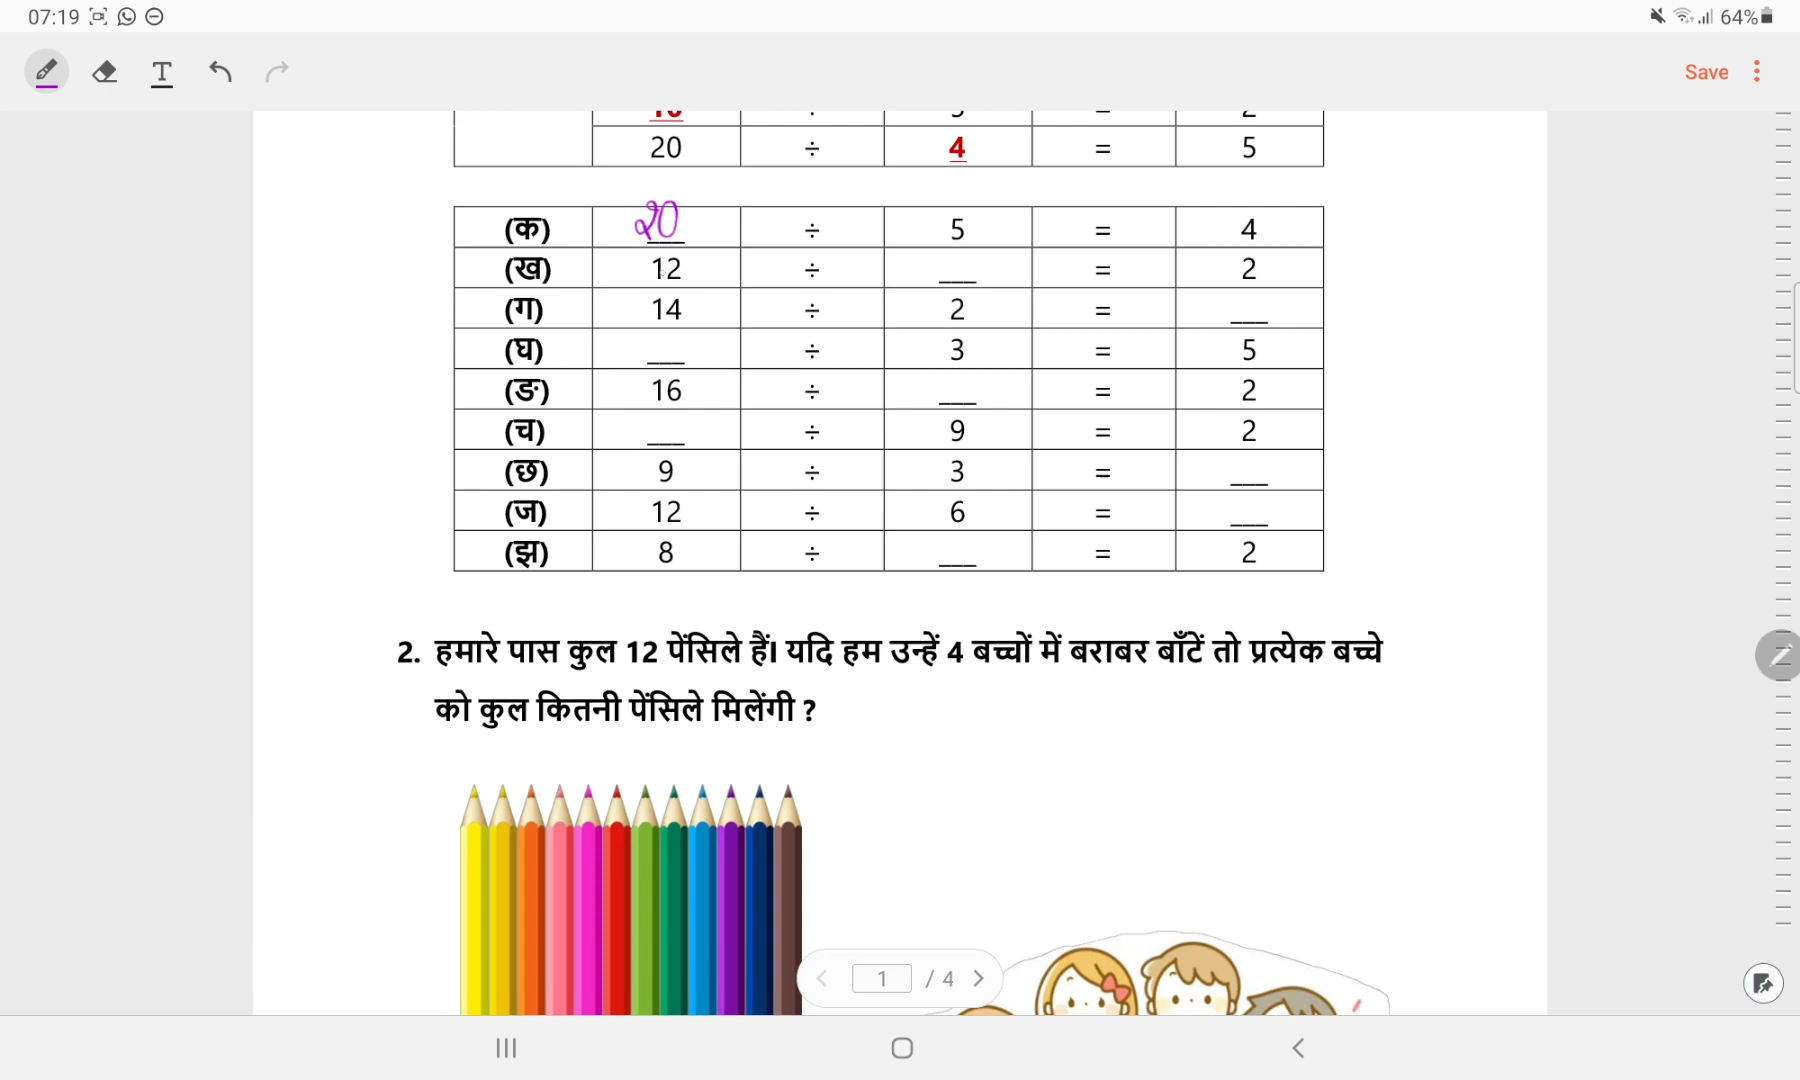 07:19 64%
Save
20 ÷ 4 = 5
(क) 20 ÷ 5 = 4
(ख) 12 ÷ ___ = 2
(ग) 14 ÷ 2 = ___
(घ) ___ ÷ 3 = 5
(ङ) 16 ÷ ___ = 2
(च) ___ ÷ 9 = 2
(छ) 9 ÷ 3 = ___
(ज) 12 ÷ 6 = ___
(झ) 8 ÷ ___ = 2
2. हमारे पास कुल 12 पेंसिले हैं। यदि हम उन्हें 4 बच्चों में बराबर बाँटें तो प्रत्येक बच्चे
को कुल कितनी पेंसिले मिलेंगी ?
1 / 4